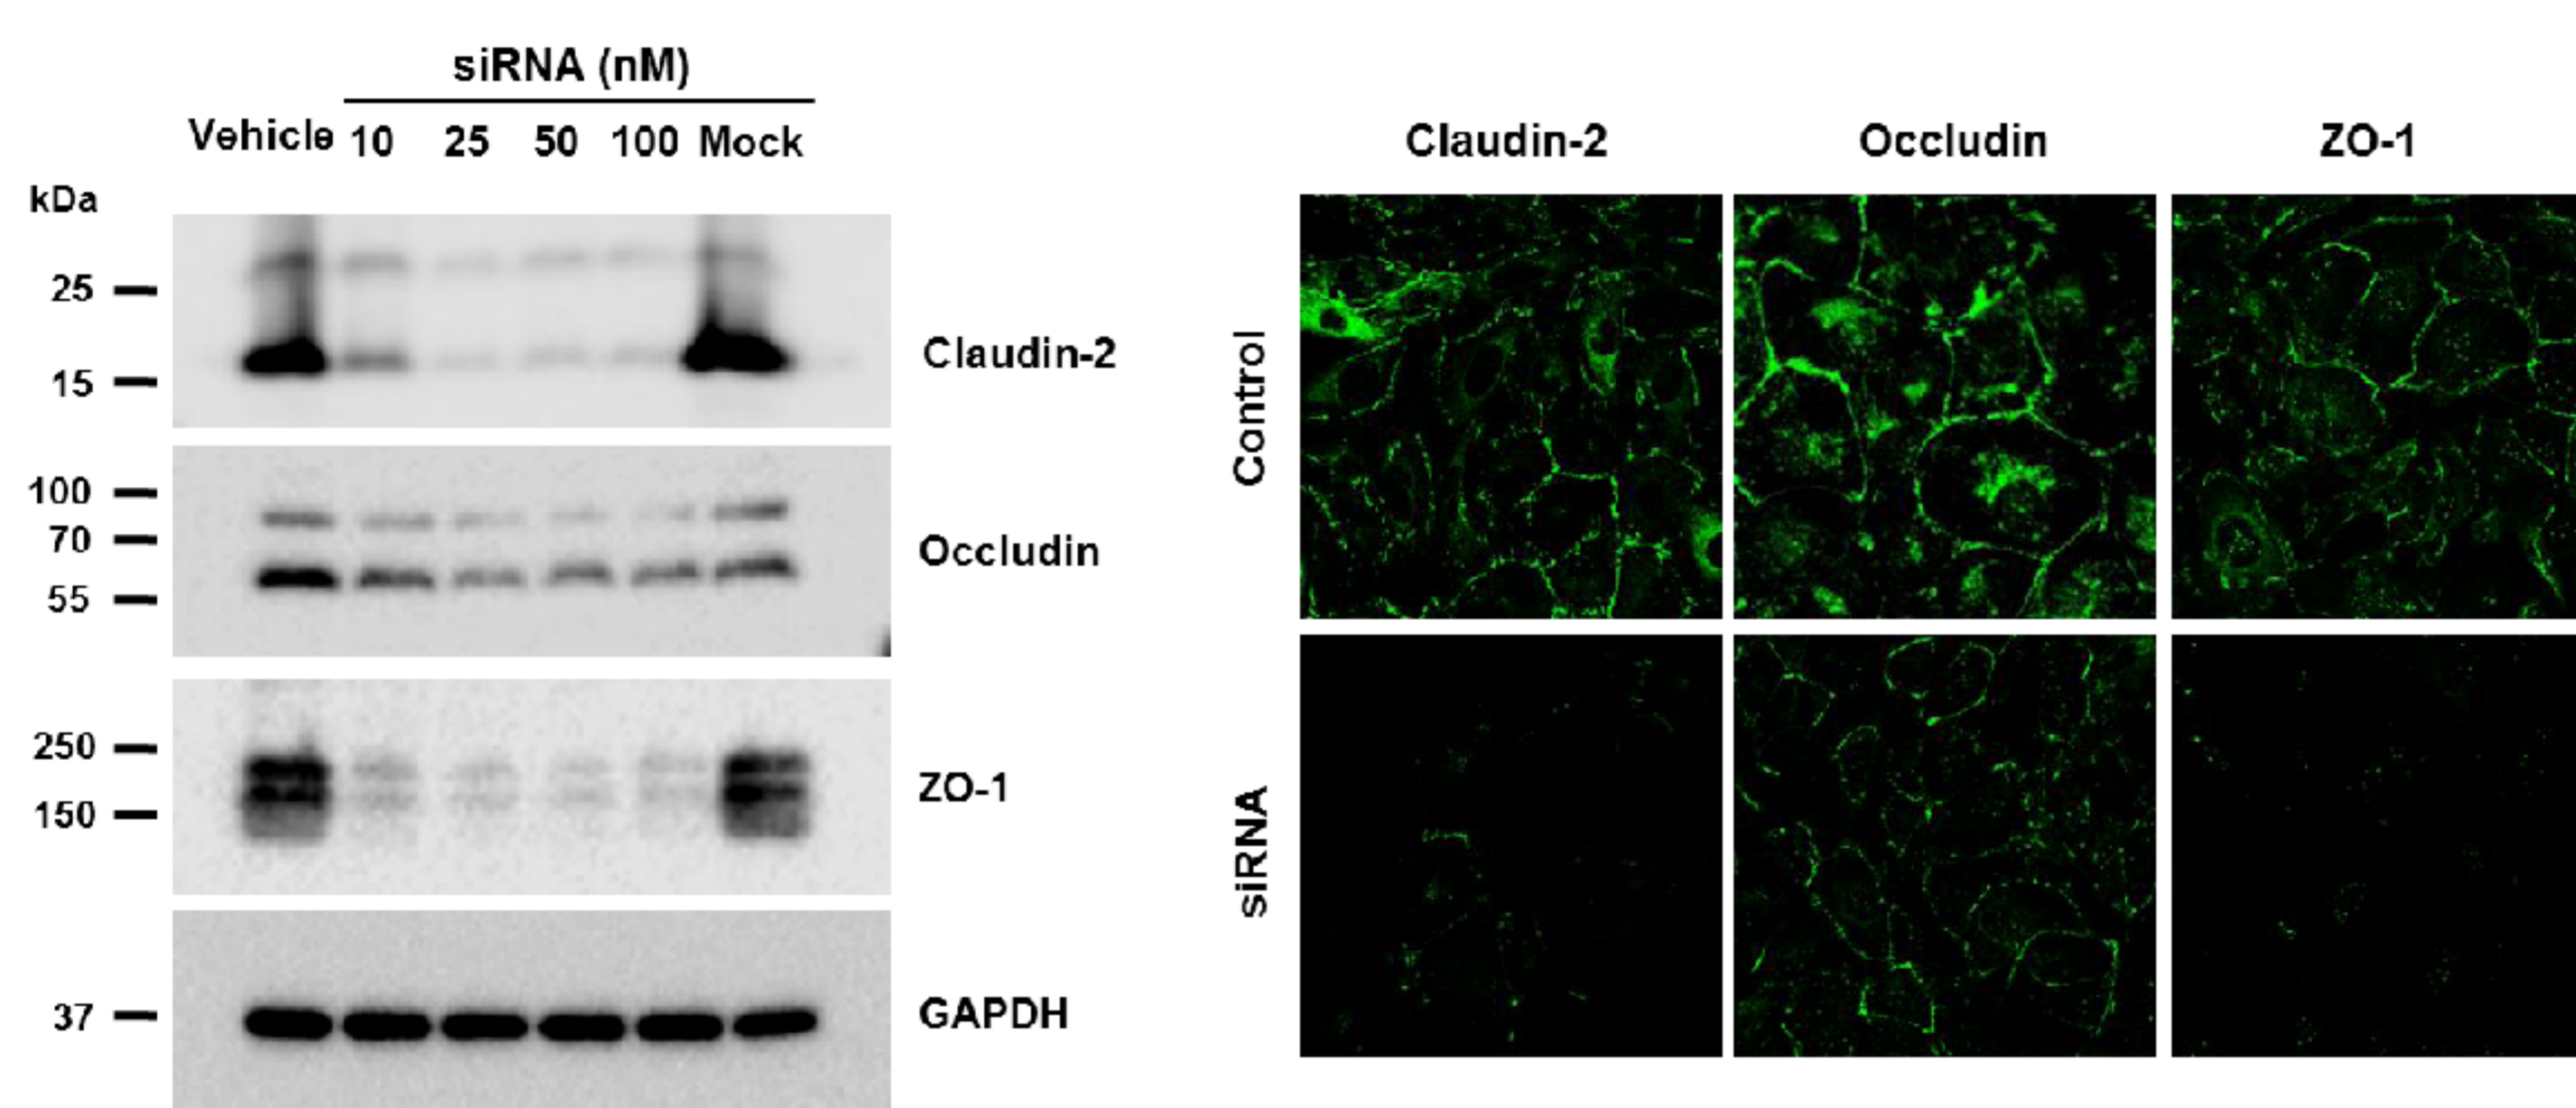 siRNA (nM)
Vehicle 10 25 50 100 Mock
kDa
25
15
Claudin-2
100
70
55
Occludin
250
150
ZO-1
37
GAPDH
Claudin-2 Occludin ZO-1
Control
siRNA